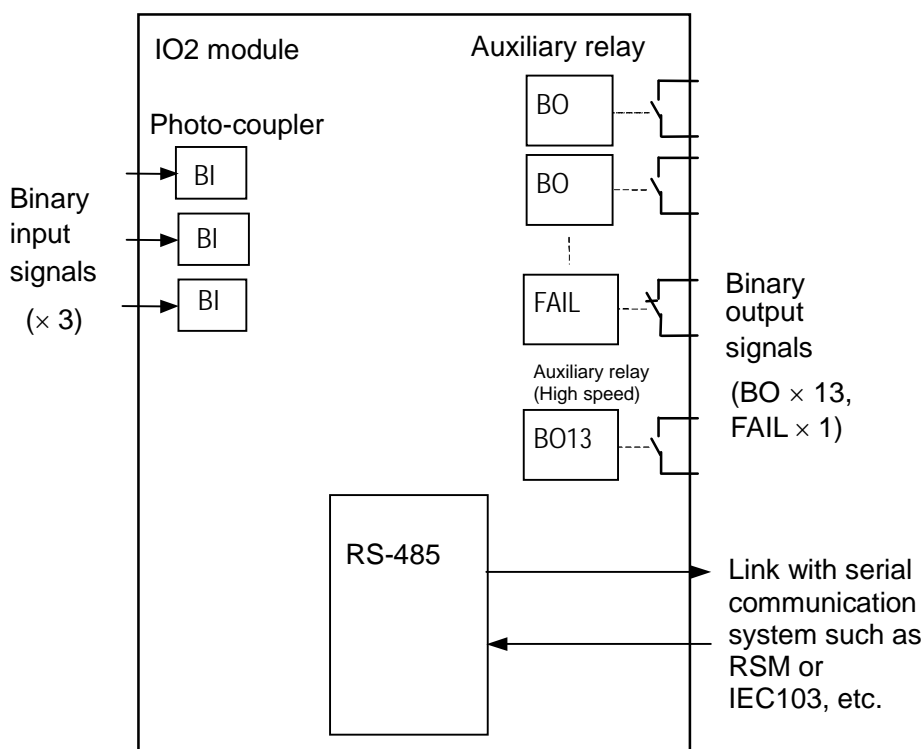 IO2 module
Auxiliary relay
BO
Photo-coupler
BI
BO
Binary
input
signals
(× 3)
BI
BI
FAIL
Binary
output
signals
(BO × 13,
FAIL × 1)
Auxiliary relay
(High speed)
BO13
RS-485
Link with serial
communication
system such as
RSM or
IEC103, etc.